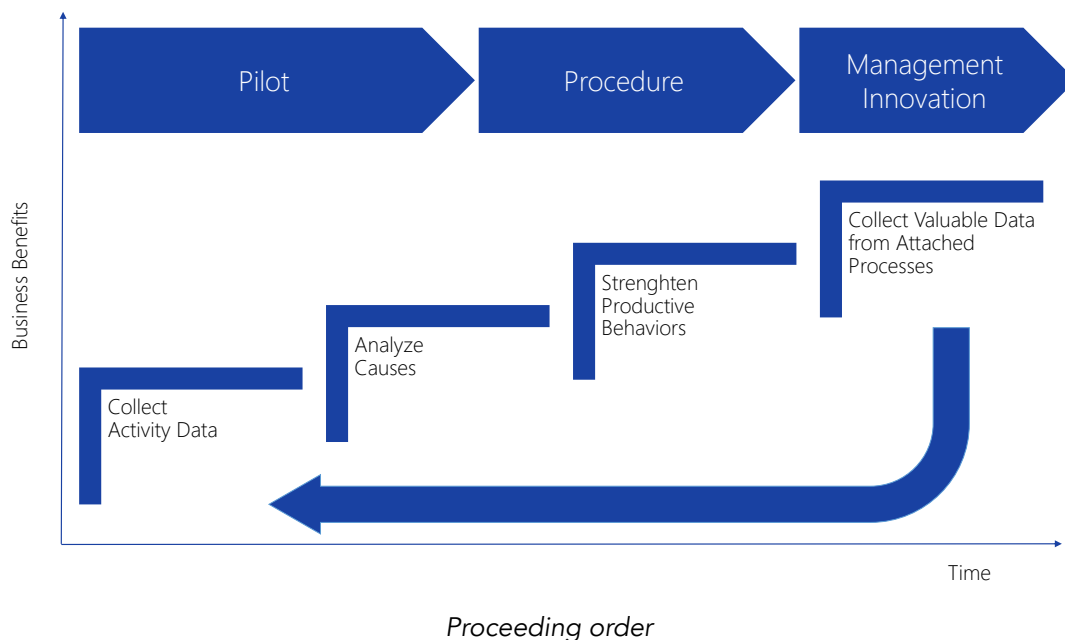 Pilot
Procedure
Management
Innovation
Business Benefits
Collect Valuable Data
from Attached
Processes
Strenghten
Productive
Behaviors
Analyze
Causes
Collect
Activity Data
Time
Proceeding order